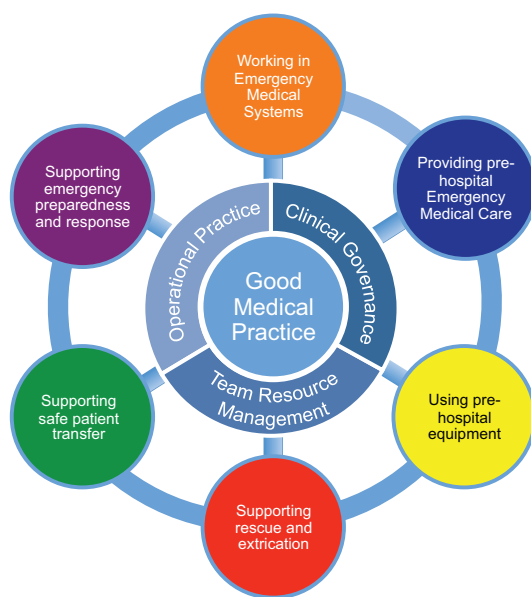 Working in
Emergency
Medical
Systems
Supporting
emergency
preparedness
and response
Providing pre-
hospital
Emergency
Medical Care
Operational Practice
Clinical Governance
Good
Medical
Practice
Team Resource
Management
Supporting
safe patient
transfer
Using pre-
hospital
equipment
Supporting
rescue and
extrication